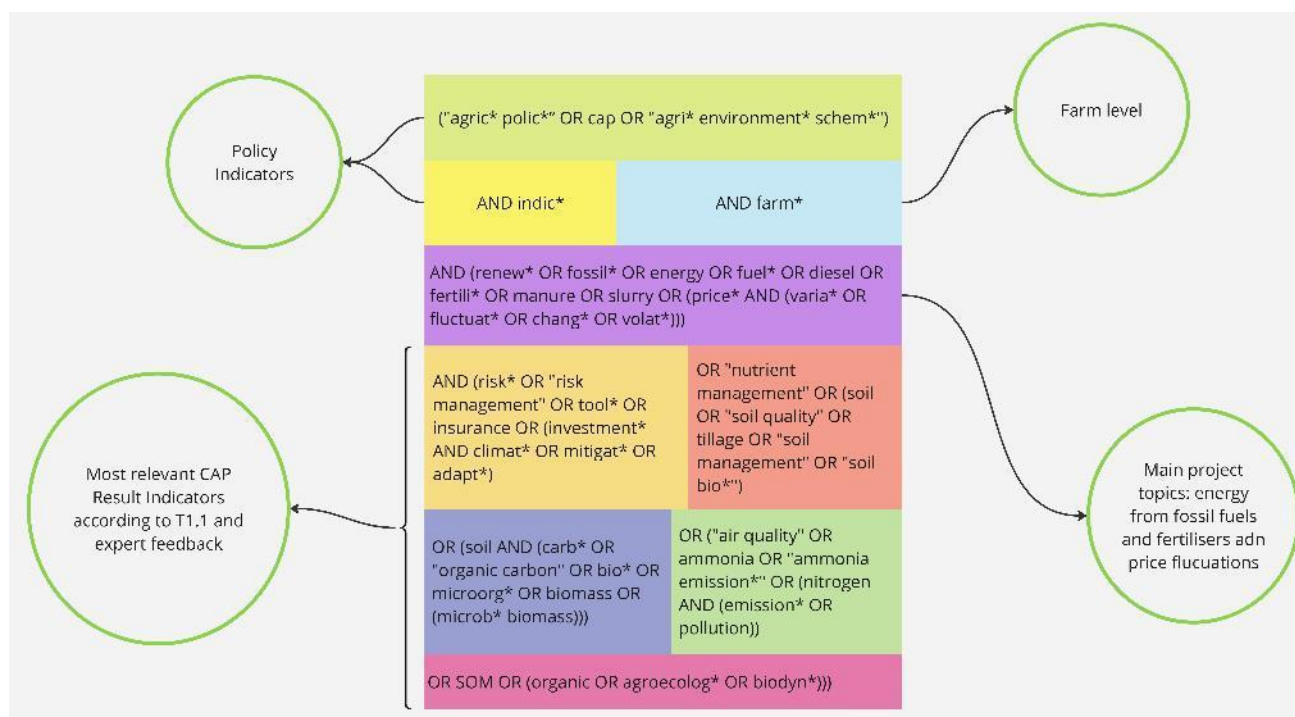 ("agric* polic*" OR cap OR "agri* environment* schem*")
Farm level
Policy
Indicators
AND indic*
AND farm*
AND (renew* OR fossil* OR energy OR fuel* OR diesel OR
fertili* OR manure OR slurry OR (price* AND (varia* OR
fluctuat* OR chang* OR volat*)))
AND (risk* OR "risk
management" OR tool* OR
insurance OR (investment*
AND climat* OR mitigat* OR
adapt*)
OR "nutrient
management" OR (soil
OR "soil quality" OR
tillage OR "soil
management" OR "soil
bio*")
Most relevant CAP
Result Indicators
according to T1.1 and
expert feedback
Main project
topics: energy
from fossil fuels
and fertilisers adn
price flucuations
OR (soil AND (carb* OR
"organic carbon" OR bio* OR
microorg* OR biomass OR
(microb* biomass)))
OR ("air quality" OR
ammonia OR "ammonia
emission*" OR (nitrogen
AND (emission* OR
pollution))
OR SOM OR (organic OR agroecolog* OR biodyn*)))